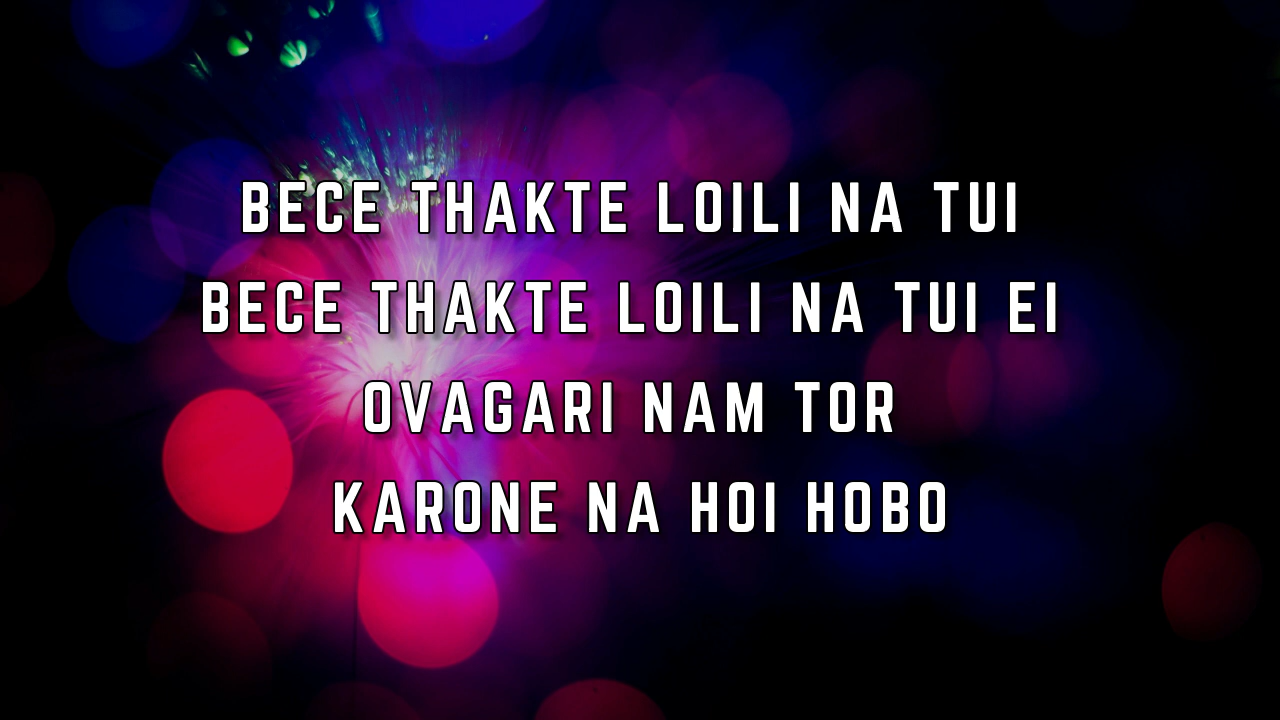 BECE THAKTE LOILI NA TUI
BECE THAKTE LOILI NA TUI EI
OVAGARI NAM TOR
KARONE NA HOI HOBO